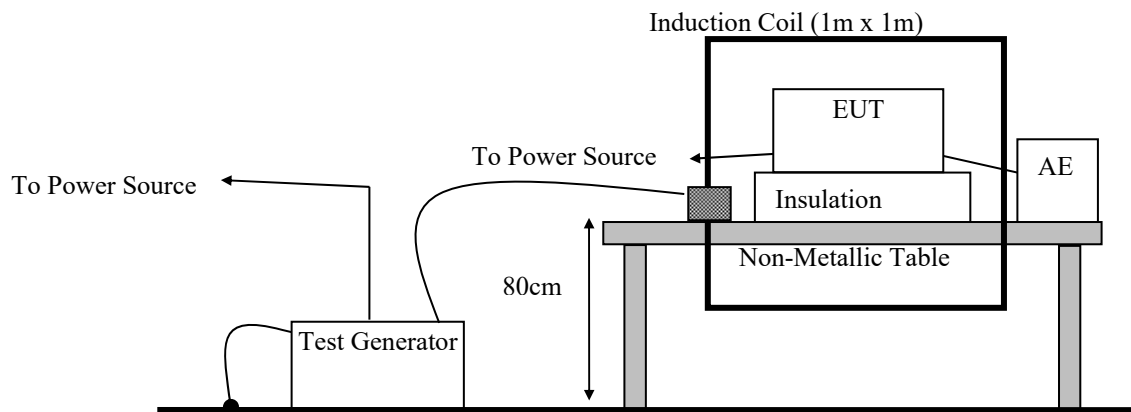 Induction Coil (1m x 1m)
EUT
To Power Source
AE
To Power Source
Insulation
Non-Metallic Table
80cm
Test Generator